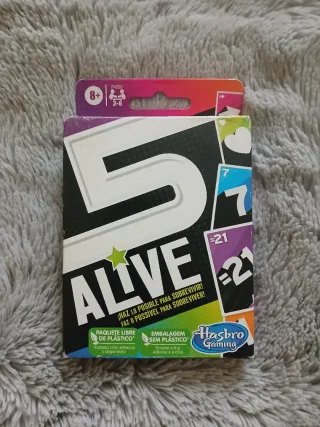 8+
2-6
5
ALIVE
7
7
=21
=21
¡HAZ LO POSIBLE PARA SOBREVIVIR!
FAZ O POSSÍVEL PARA SOBREVIVER!
PAQUETE LIBRE
DE PLÁSTICO*
EMBALAGEM
SEM PLÁSTICO*
Hasbro
Gaming